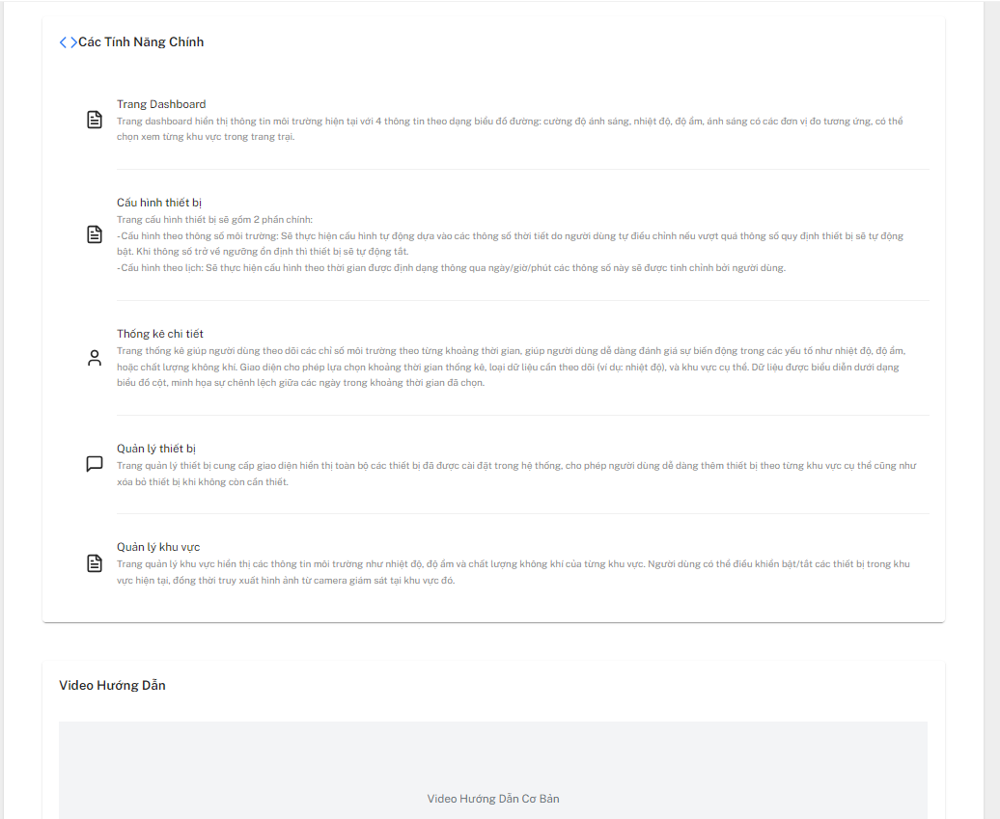 Các Tính Năng Chính
Trang Dashboard
Trang dashboard hiển thị thông tin môi trường hiện tại với 4 thông tin theo dạng biểu đồ đường: cường độ ánh sáng, nhiệt độ, độ ẩm, ánh sáng có các đơn vị đo tương ứng, có thể
chọn xem từng khu vực trong trang trại.
Cấu hình thiết bị
Trang cấu hình thiết bị sẽ gồm 2 phần chính:
-Cấu hình theo thông số môi trường: Sẽ thực hiện cấu hình tự động dựa vào các thông số thời tiết do người dùng tự điều chỉnh nếu vượt quá thông số quy định thiết bị sẽ tự động
bật. Khi thông số trở về ngưỡng ổn định thì thiết bị sẽ tự động tắt.
-Cấu hình theo lịch: Sẽ thực hiện cấu hình theo thời gian được định dạng thông qua ngày/giờ/phút các thông số này sẽ được tinh chỉnh bởi người dùng.
Thống kê chi tiết
Trang thống kê giúp người dùng theo dõi các chỉ số môi trường theo từng khoảng thời gian, giúp người dùng dễ dàng đánh giá sự biến động trong các yếu tố như nhiệt độ, độ ẩm,
hoặc chất lượng không khí. Giao diện cho phép lựa chọn khoảng thời gian thống kê, loại dữ liệu cần theo dõi (ví dụ: nhiệt độ), và khu vực cụ thể. Dữ liệu được biểu diễn dưới dạng
biểu đồ cột, minh họa sự chênh lệch giữa các ngày trong khoảng thời gian đã chọn.
Quản lý thiết bị
Trang quản lý thiết bị cung cấp giao diện hiển thị toàn bộ các thiết bị đã được cài đặt trong hệ thống, cho phép người dùng dễ dàng thêm thiết bị theo từng khu vực cụ thể cũng như
xóa bỏ thiết bị khi không còn cần thiết.
Quản lý khu vực
Trang quản lý khu vực hiển thị các thông tin môi trường như nhiệt độ, độ ẩm và chất lượng không khí của từng khu vực. Người dùng có thể điều khiển bật/tắt các thiết bị trong khu
vực hiện tại, đồng thời truy xuất hình ảnh từ camera giám sát tại khu vực đó.
Video Hướng Dẫn
Video Hướng Dẫn Cơ Bản